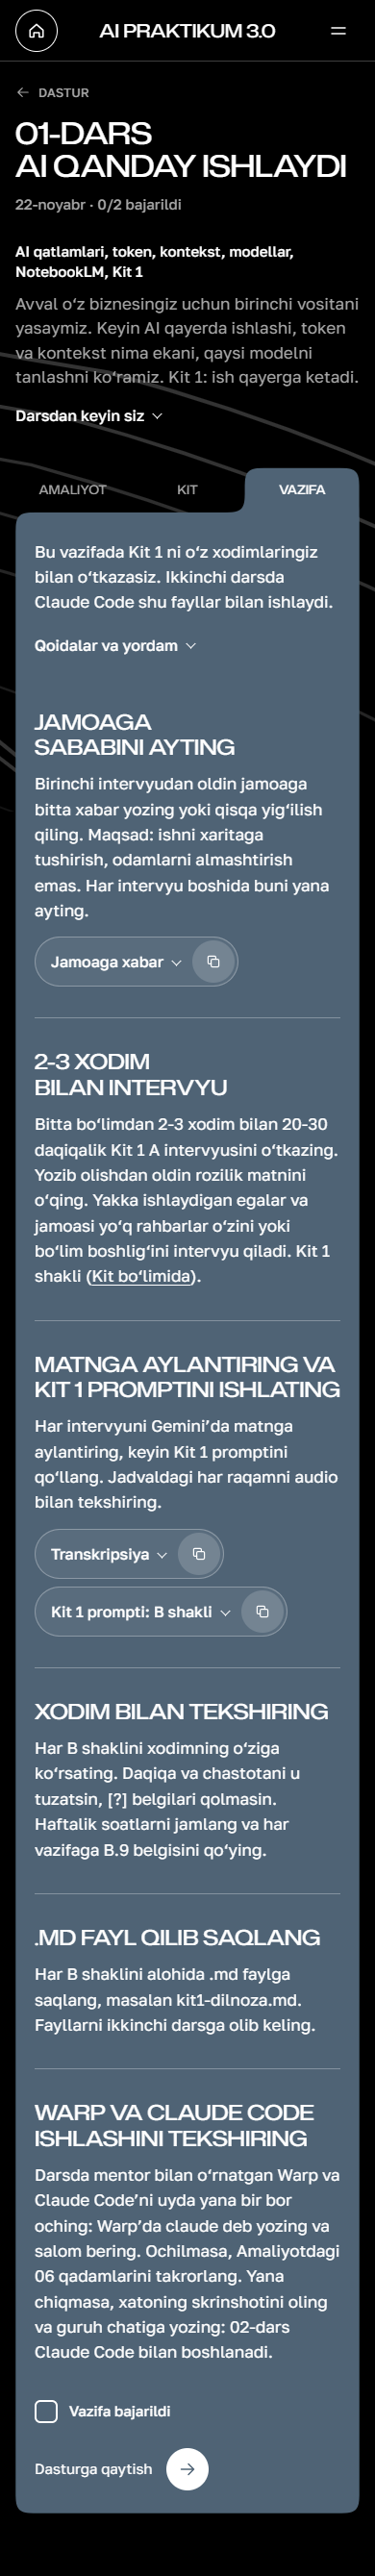 AI PRAKTIKUM 3.0
← DASTUR
01-DARS
AI QANDAY ISHLAYDI
22-noyabr · 0/2 bajarildi
AI qatlamlari, token, kontekst, modellar,
NotebookLM, Kit 1
Avval o‘z biznesingiz uchun birinchi vositani
yasaymiz. Keyin AI qayerda ishlashi, token
va kontekst nima ekani, qaysi modelni
tanlashni ko‘ramiz. Kit 1: ish qayerga ketadi.
Darsdan keyin siz
AMALIYOT KIT VAZIFA
Bu vazifada Kit 1 ni o‘z xodimlaringiz
bilan o‘tkazasiz. Ikkinchi darsda
Claude Code shu fayllar bilan ishlaydi.
Qoidalar va yordam
JAMOAGA
SABABINI AYTING
Birinchi intervyudan oldin jamoaga
bitta xabar yozing yoki qisqa yig‘ilish
qiling. Maqsad: ishni xaritaga
tushirish, odamlarni almashtirish
emas. Har intervyu boshida buni yana
ayting.
Jamoaga xabar
2-3 XODIM
BILAN INTERVYU
Bitta bo‘limdan 2-3 xodim bilan 20-30
daqiqalik Kit 1 A intervyusini o‘tkazing.
Yozib olishdan oldin rozilik matnini
o‘qing. Yakka ishlaydigan egalar va
jamoasi yo‘q rahbarlar o‘zini yoki
bo‘lim boshlig‘ini intervyu qiladi. Kit 1
shakli (Kit bo‘limida).
MATNGA AYLANTIRING VA
KIT 1 PROMPTINI ISHLATING
Har intervyuni Gemini’da matnga
aylantiring, keyin Kit 1 promptini
qo‘llang. Jadvaldagi har raqamni audio
bilan tekshiring.
Transkripsiya
Kit 1 prompti: B shakli
XODIM BILAN TEKSHIRING
Har B shaklini xodimning o‘ziga
ko‘rsating. Daqiqa va chastotani u
tuzatsin, [?] belgilari qolmasin.
Haftalik soatlarni jamlang va har
vazifaga B.9 belgisini qo‘ying.
.MD FAYL QILIB SAQLANG
Har B shaklini alohida .md faylga
saqlang, masalan kit1-dilnoza.md.
Fayllarni ikkinchi darsga olib keling.
WARP VA CLAUDE CODE
ISHLASHINI TEKSHIRING
Darsda mentor bilan o‘rnatgan Warp va
Claude Code’ni uyda yana bir bor
oching: Warp’da claude deb yozing va
salom bering. Ochilmasa, Amaliyotdagi
06 qadamlarini takrorlang. Yana
chiqmasa, xatoning skrinshotini oling
va guruh chatiga yozing: 02-dars
Claude Code bilan boshlanadi.
Vazifa bajarildi
Dasturga qaytish →